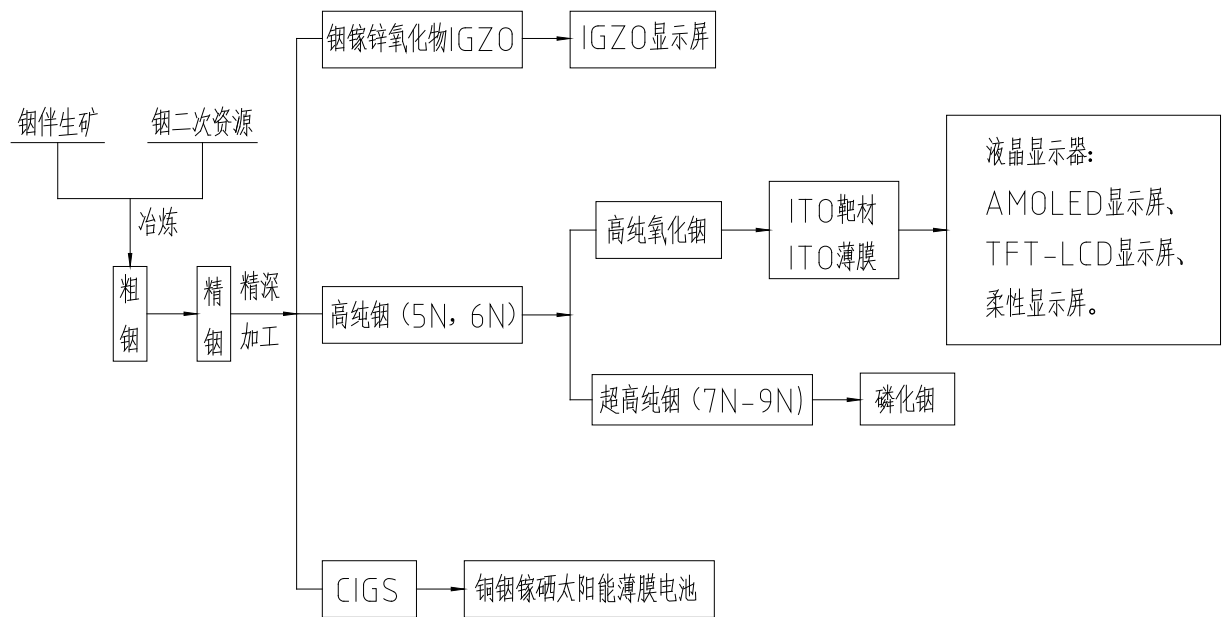 铟镓锌氧化物IGZO
IGZO显示屏
铟伴生矿
铟二次资源
冶炼
粗
铟
精
铟
精深
加工
高纯铟（5N，6N）
高纯氧化铟
ITO靶材
ITO薄膜
液晶显示器：
AMOLED显示屏、
TFT-LCD显示屏、
柔性显示屏。
超高纯铟（7N-9N）
磷化铟
CIGS
铜铟镓硒太阳能薄膜电池